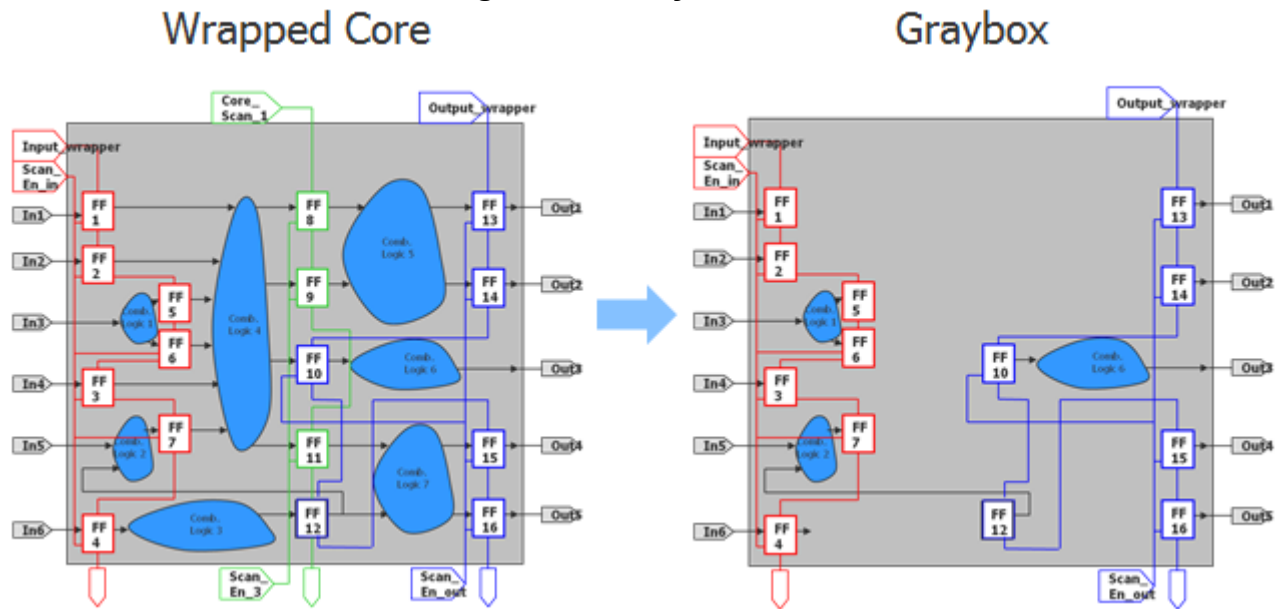 Wrapped Core
Graybox
Core_
Scan_1
Output_wrapper
Input_wrapper
Scan_
En_in
In1
FF
1
FF
8
FF
13
Out1
In2
FF
2
Comb.
Logic 5
FF
9
FF
14
Out2
In3
Comb.
Logic 1
FF
5
Comb.
Logic 4
FF
6
FF
10
Comb.
Logic 6
Out3
In4
FF
3
In5
Comb.
Logic 2
FF
7
FF
11
Comb.
Logic 7
FF
15
Out4
In6
FF
4
Comb.
Logic 3
FF
12
FF
16
Out5
Scan_
En_3
Scan_
En_out
Output_wrapper
Input_wrapper
Scan_
En_in
In1
FF
1
FF
13
Out1
In2
FF
2
FF
14
Out2
In3
Comb.
Logic 1
FF
5
FF
6
FF
10
Comb.
Logic 6
Out3
In4
FF
3
In5
Comb.
Logic 2
FF
7
FF
15
Out4
In6
FF
4
FF
12
FF
16
Out5
Scan_
En_out